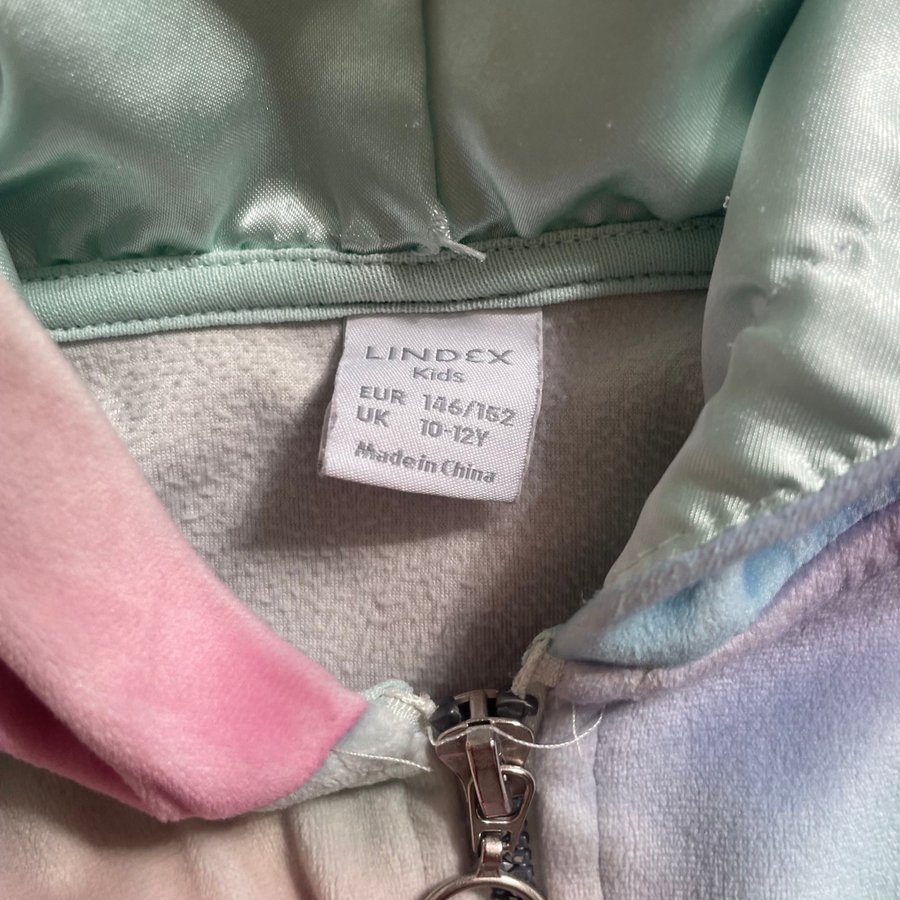 LINDEX
Kids
EUR 146/152
UK 10-12Y
Made in China